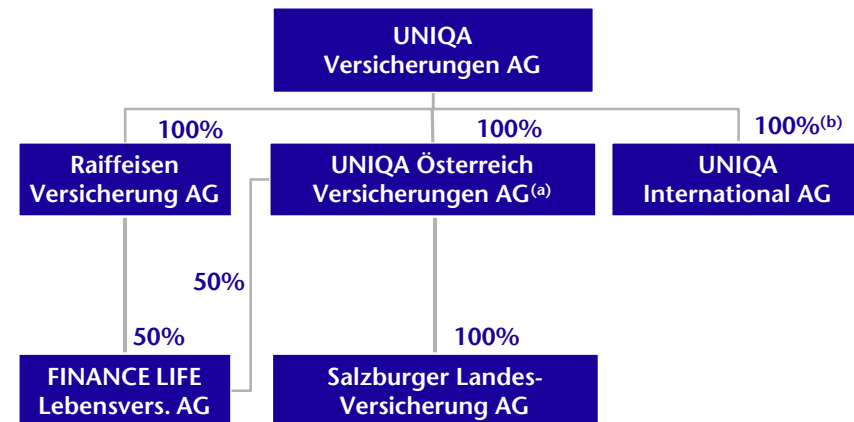 UNIQA
Versicherungen AG
100%
100%
100%(b)
Raiffeisen
Versicherung AG
UNIQA Österreich
Versicherungen AG(a)
UNIQA
International AG
50%
50%
100%
FINANCE LIFE
Lebensvers. AG
Salzburger Landes-
Versicherung AG